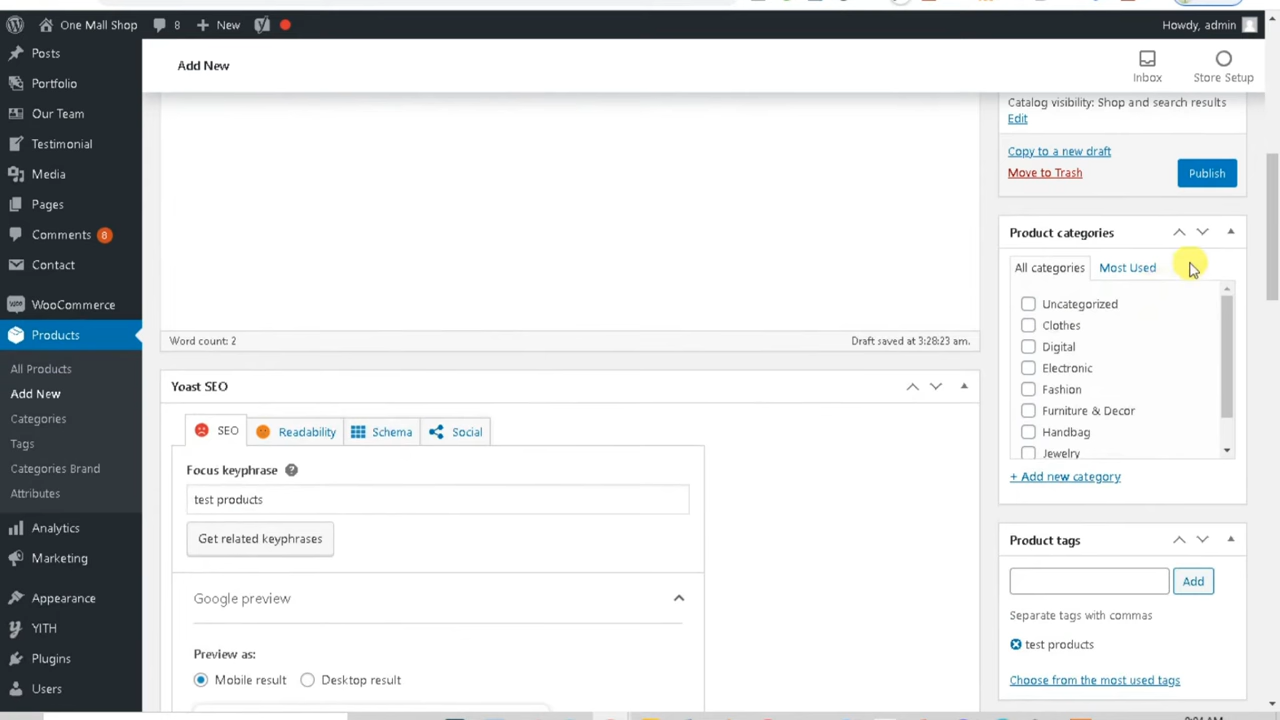 One Mall Shop
8
New
Howdy, admin
Posts
Portfolio
Our Team
Testimonial
Media
Pages
Comments 8
Contact
WooCommerce
Products
All Products
Add New
Categories
Tags
Categories Brand
Attributes
Analytics
Marketing
Appearance
YITH
Plugins
Users
Add New
Inbox
Store Setup
Word count: 2
Draft saved at 3:28:23 am.
Yoast SEO
SEO
Readability
Schema
Social
Focus keyphrase
test products
Get related keyphrases
Google preview
Preview as:
Mobile result
Desktop result
Catalog visibility: Shop and search results
Edit
Copy to a new draft
Move to Trash
Publish
Product categories
All categories
Most Used
Uncategorized
Clothes
Digital
Electronic
Fashion
Furniture & Decor
Handbag
Jewelry
+ Add new category
Product tags
Add
Separate tags with commas
test products
Choose from the most used tags